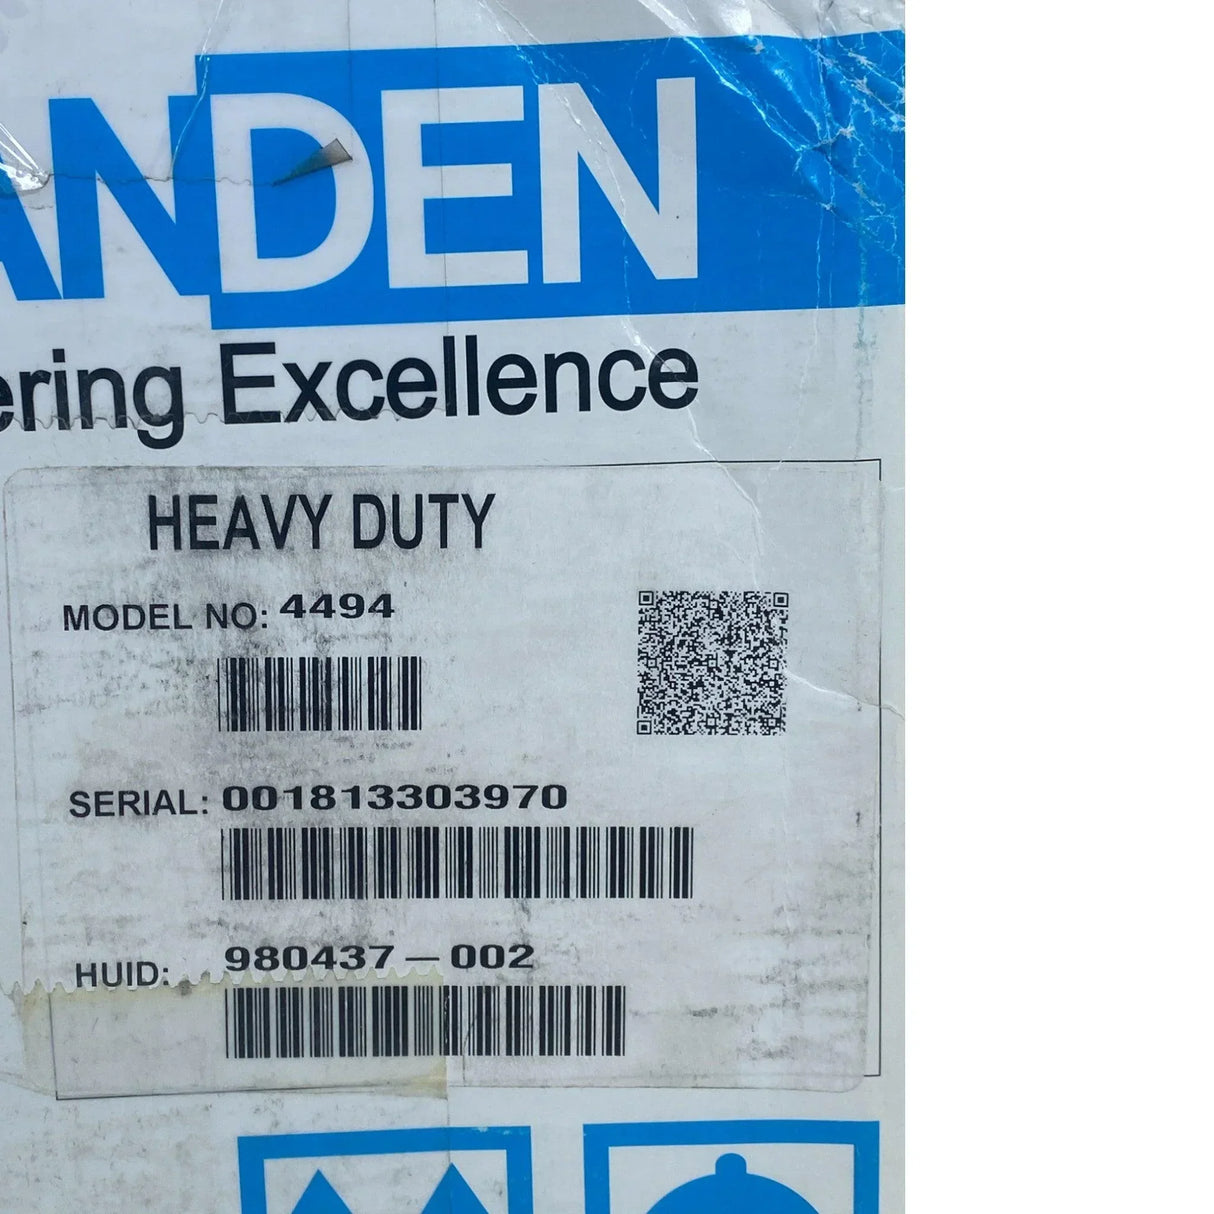 ANDEN
ering Excellence
HEAVY DUTY
MODEL NO: 4494
SERIAL: 001813303970
HUID: 980437-002